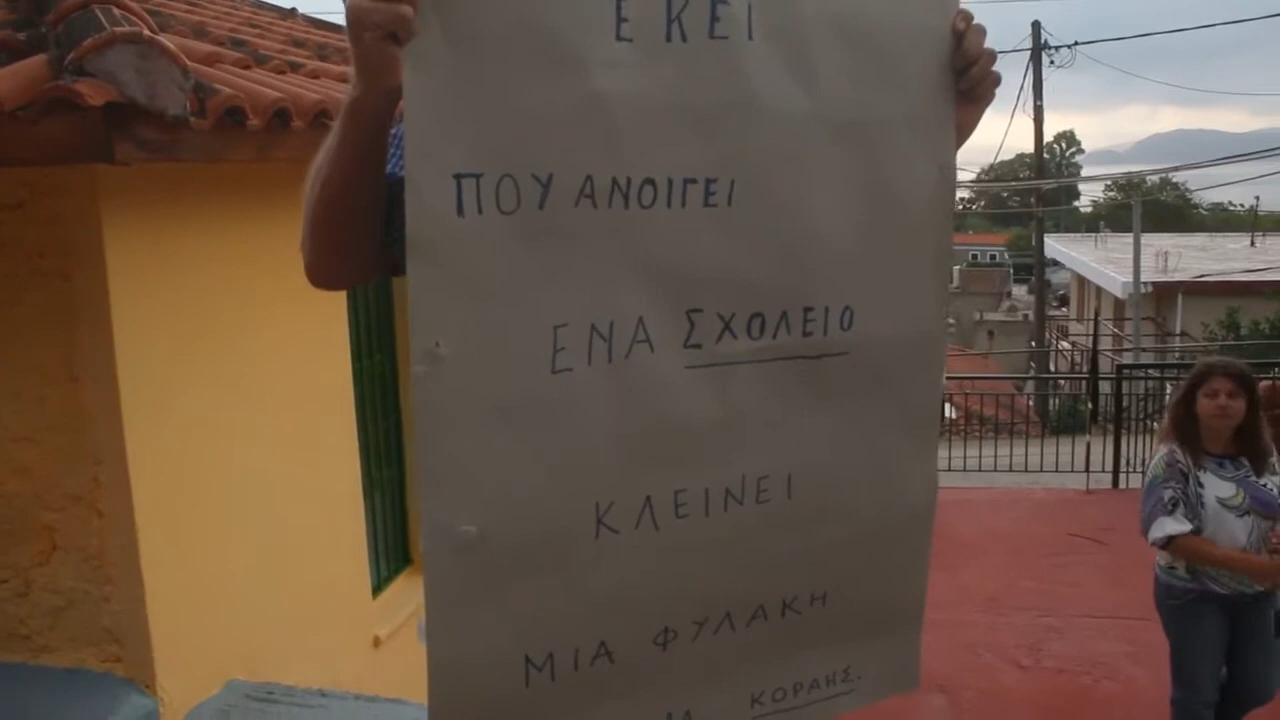 ΕΚΕΙ
ΠΟΥ ΑΝΟΙΓΕΙ
ΕΝΑ ΣΧΟΛΕΙΟ
ΚΛΕΙΝΕΙ
ΜΙΑ ΦΥΛΑΚΗ
ΚΟΡΑΗΣ.